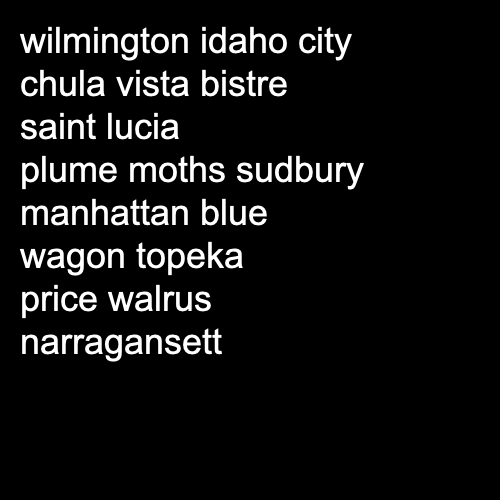 wilmington idaho city
chula vista bistre
saint lucia
plume moths sudbury
manhattan blue
wagon topeka
price walrus
narragansett